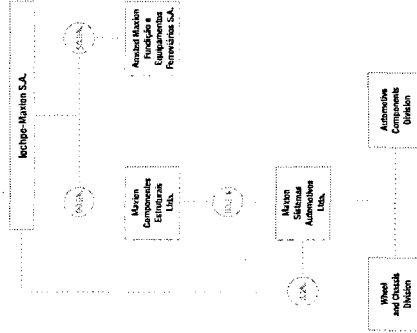 Iochpe-Maxion S.A.
Maxion
Componentes
Estruturais
Ltda.
Amsted Maxion
Fundição e
Equipamentos
Ferroviários S.A.
Maxion
Sistemas
Automotivos
Ltda.
Wheel
and Chassis
Division
Automotive
Components
Division